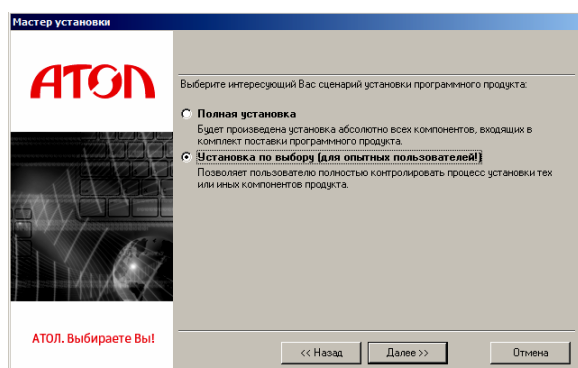 Мастер установки
АТОЛ
Выберите интересующий Вас сценарий установки программного продукта:
Полная установка
Будет произведена установка абсолютно всех компонентов, входящих в
комплект поставки программного продукта.
Установка по выбору (для опытных пользователей!)
Позволяет пользователю полностью контролировать процесс установки тех
или иных компонентов продукта.
АТОЛ. Выбираете Вы!
<< Назад
Далее >>
Отмена